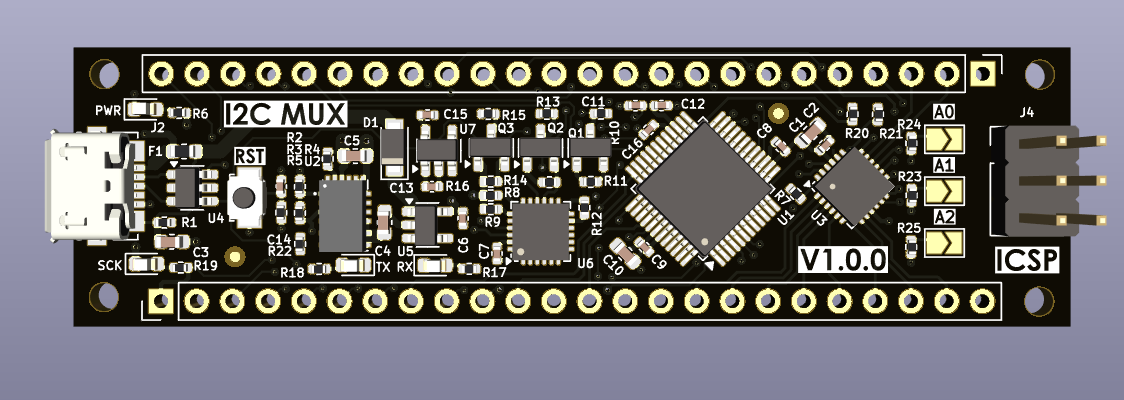 PWR
J2
R6
I2C MUX
D1
C15
R15
R13
C11
C12
C8
C1
C2
R20
R21
R24
A0
J4
F1
RST
R2
R3 R4
R5 U2
C5
U7
Q3
Q2
Q1
R10
C16
A1
U4
C13
R16
R14
R8
R11
R7
U1
U3
R23
R1
C14
R22
C4
U5
C6
R9
R12
A2
R25
SCK
C3
R19
R18
TX
RX
R17
C7
U6
C10
C9
V1.0.0
ICSP